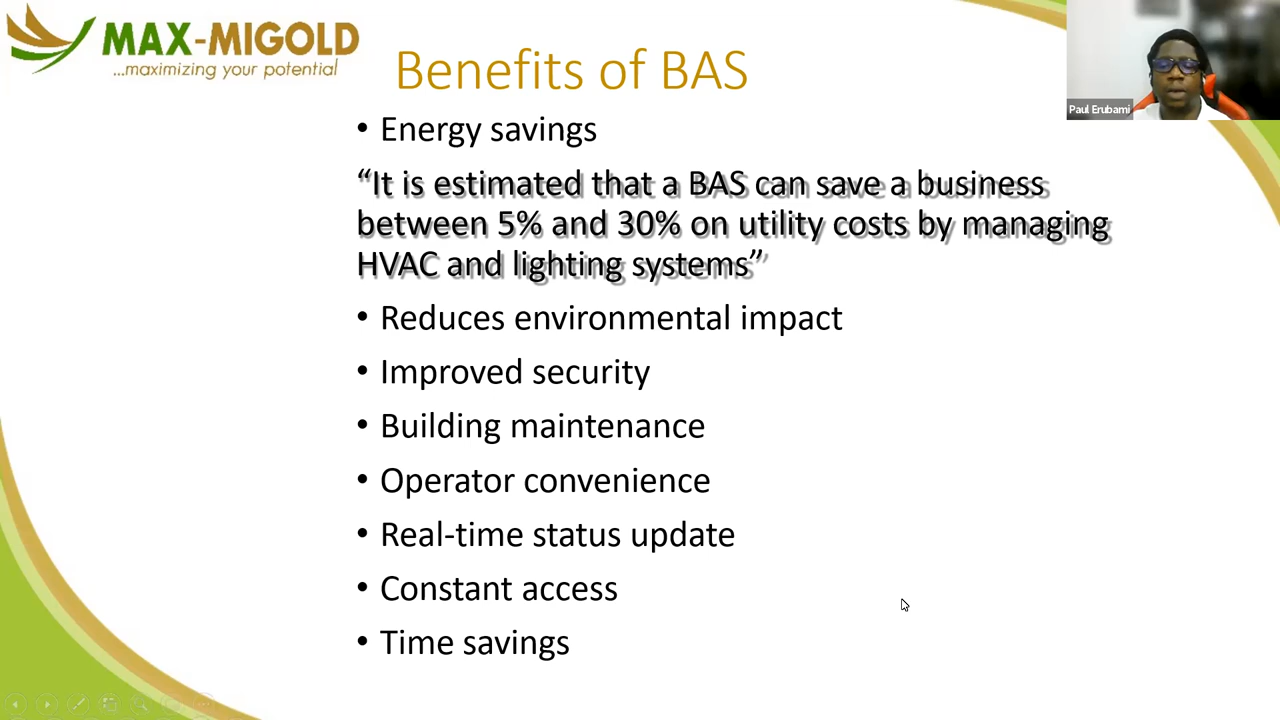 MAX-MIGOLD
...maximizing your potential
Benefits of BAS
Paul Erubami
• Energy savings
“It is estimated that a BAS can save a business
between 5% and 30% on utility costs by managing
HVAC and lighting systems”
• Reduces environmental impact
• Improved security
• Building maintenance
• Operator convenience
• Real-time status update
• Constant access
• Time savings